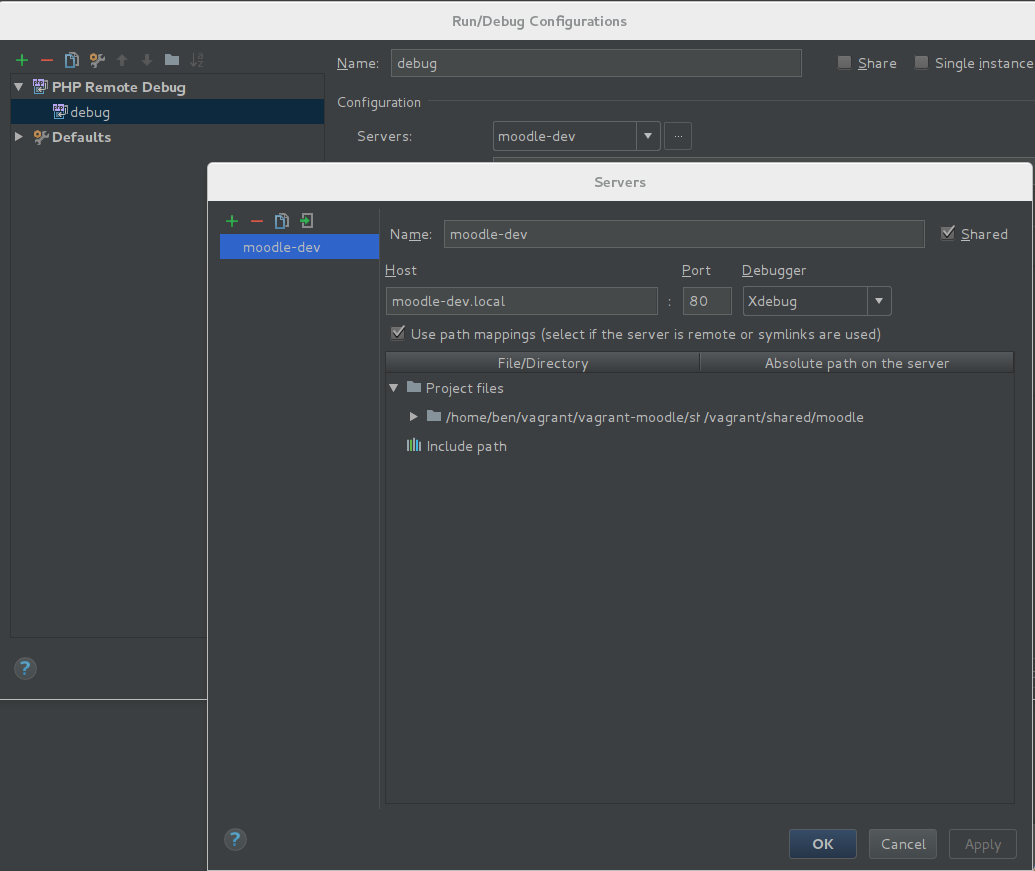 Run/Debug Configurations
Name: debug Share Single instance
PHP Remote Debug
debug
Defaults
Configuration
Servers: moodle-dev ...
Servers
moodle-dev
Name: moodle-dev Shared
Host Port Debugger
moodle-dev.local : 80 Xdebug
Use path mappings (select if the server is remote or symlinks are used)
File/Directory Absolute path on the server
Project files
/home/ben/vagrant/vagrant-moodle/sh /vagrant/shared/moodle
Include path
?
? OK Cancel Apply